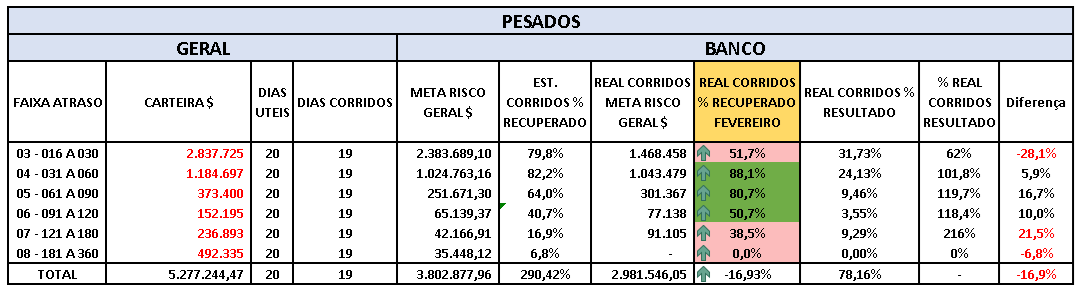 PESADOS
GERAL BANCO
FAIXA ATRASO CARTEIRA $ DIAS UTEIS DIAS CORRIDOS META RISCO GERAL $ EST. CORRIDOS % RECUPERADO REAL CORRIDOS META RISCO GERAL $ REAL CORRIDOS % RECUPERADO FEVEREIRO REAL CORRIDOS % RESULTADO % REAL CORRIDOS RESULTADO Diferença
03 - 016 A 030 2.837.725 20 19 2.383.689,10 79,8% 1.468.458 51,7% 31,73% 62% -28,1%
04 - 031 A 060 1.184.697 20 19 1.024.763,16 82,2% 1.043.479 88,1% 24,13% 101,8% 5,9%
05 - 061 A 090 373.400 20 19 251.671,30 64,0% 301.367 80,7% 9,46% 119,7% 16,7%
06 - 091 A 120 152.195 20 19 65.139,37 40,7% 77.138 50,7% 3,55% 118,4% 10,0%
07 - 121 A 180 236.893 20 19 42.166,91 16,9% 91.105 38,5% 9,29% 216% 21,5%
08 - 181 A 360 492.335 20 19 35.448,12 6,8% - 0,0% 0,00% 0% -6,8%
TOTAL 5.277.244,47 20 19 3.802.877,96 290,42% 2.981.546,05 -16,93% 78,16% - -16,9%